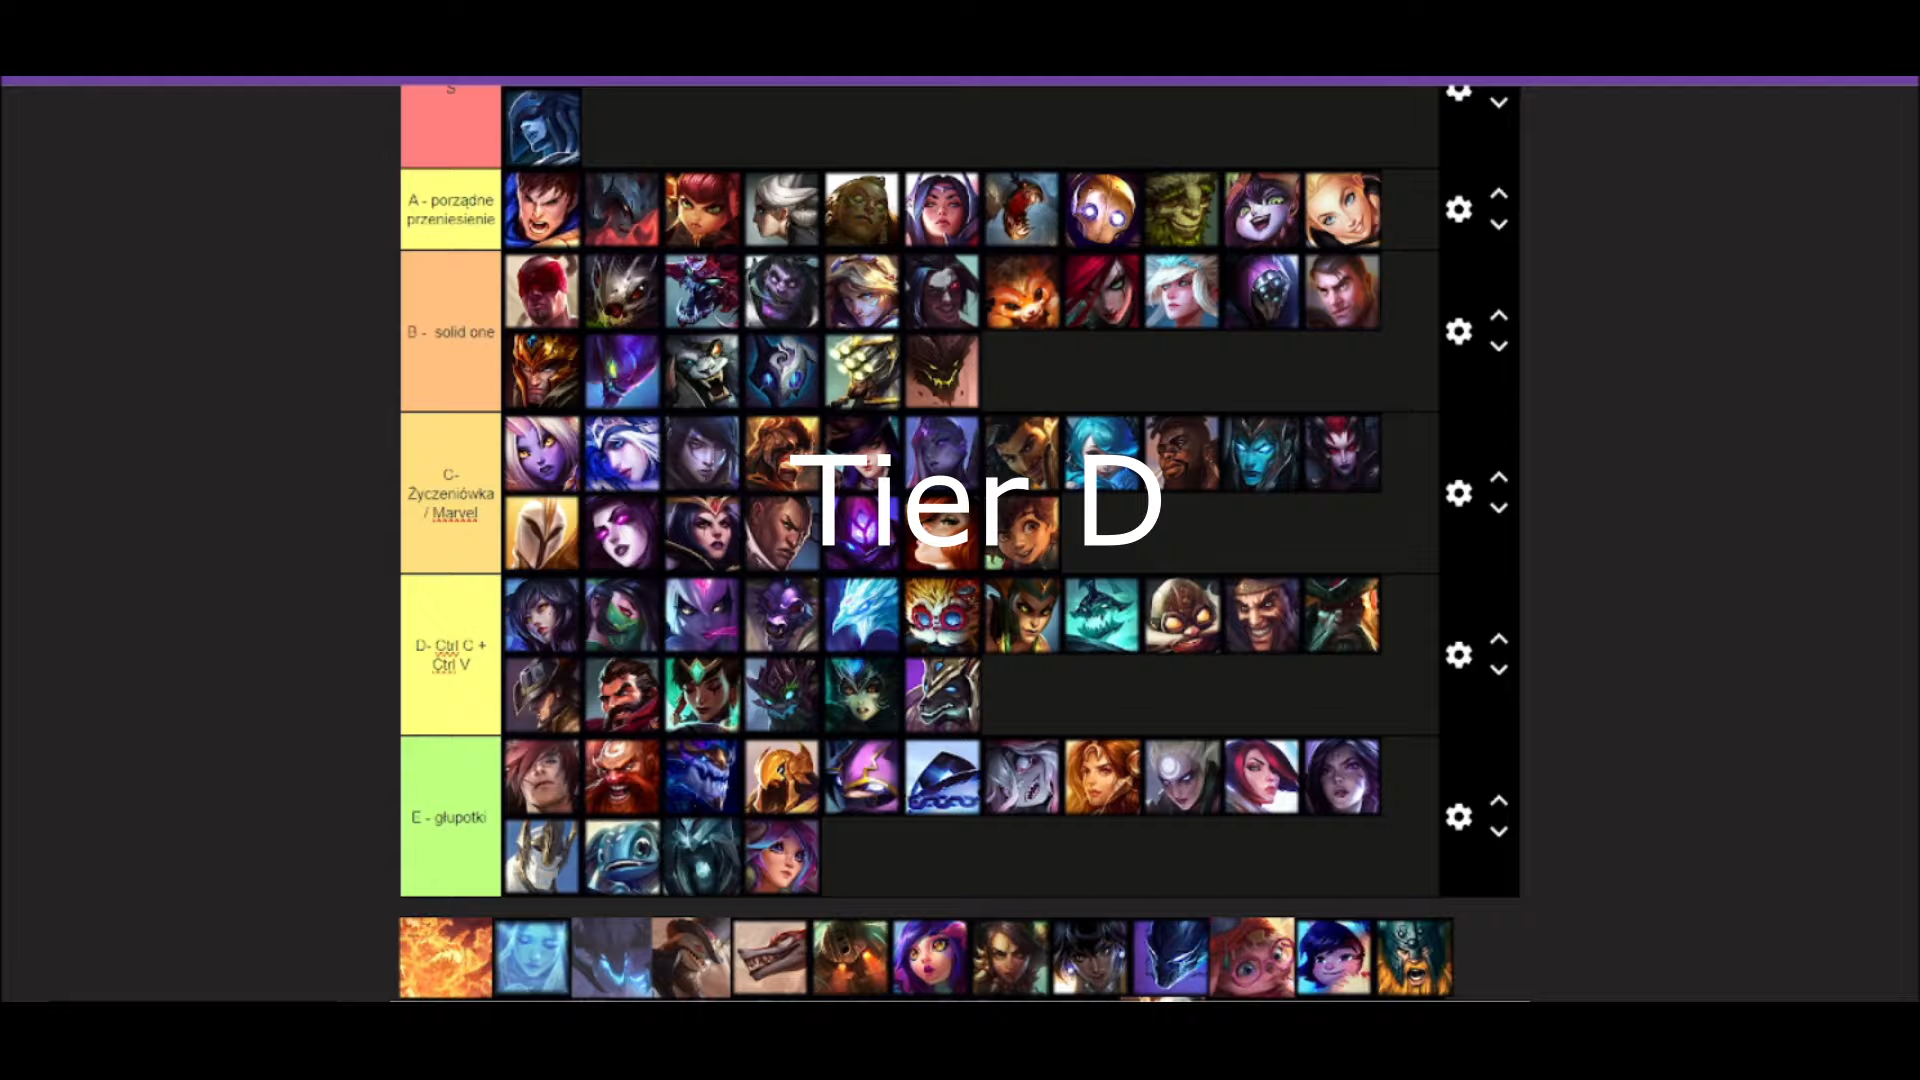 S
A - porządne
przeniesienie
B - solid one
C-
Życzeniówka
/ Marvel
Tier D
D- Ctrl C +
Ctrl V
E - głupotki